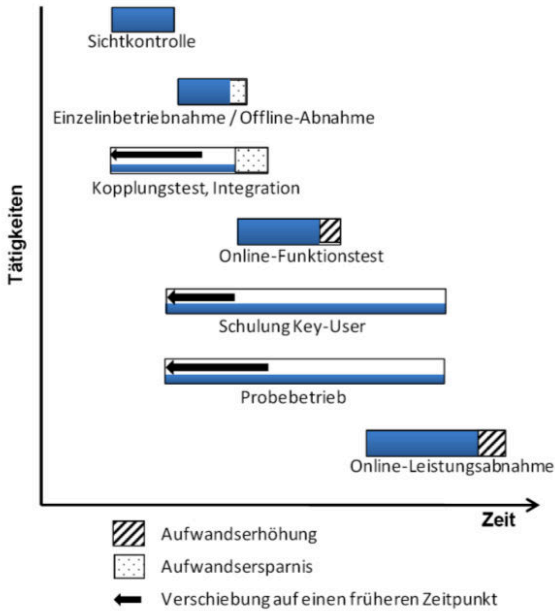 Sichtkontrolle
Einzelinbetriebnahme / Offline-Abnahme
Kopplungstest, Integration
Online-Funktionstest
Schulung Key-User
Probebetrieb
Online-Leistungsabnahme
Tätigkeiten
Zeit
Aufwandserhöhung
Aufwandsersparnis
Verschiebung auf einen früheren Zeitpunkt